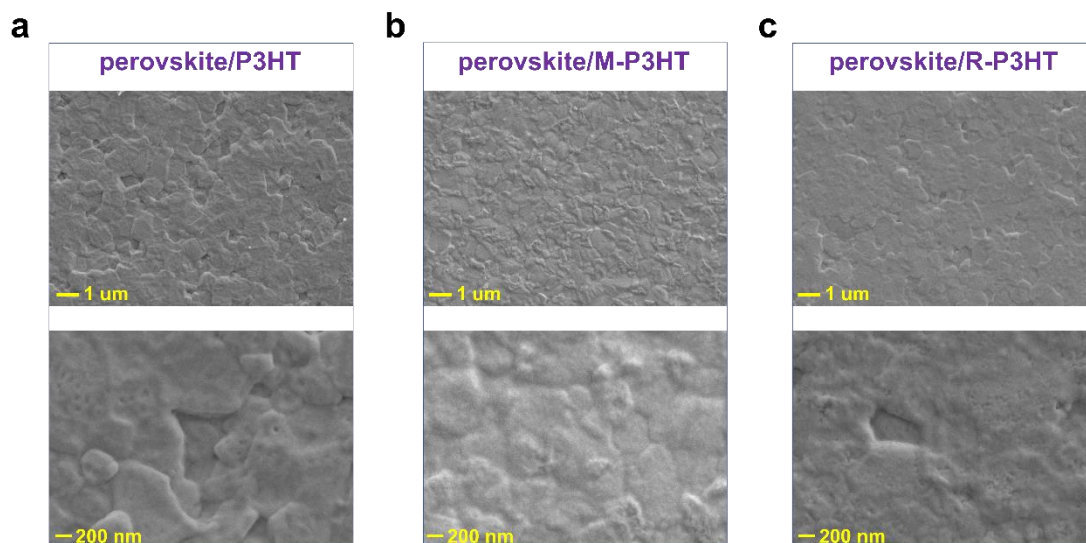 a
perovskite/P3HT
1 um
200 nm
b
perovskite/M-P3HT
1 um
200 nm
c
perovskite/R-P3HT
1 um
200 nm